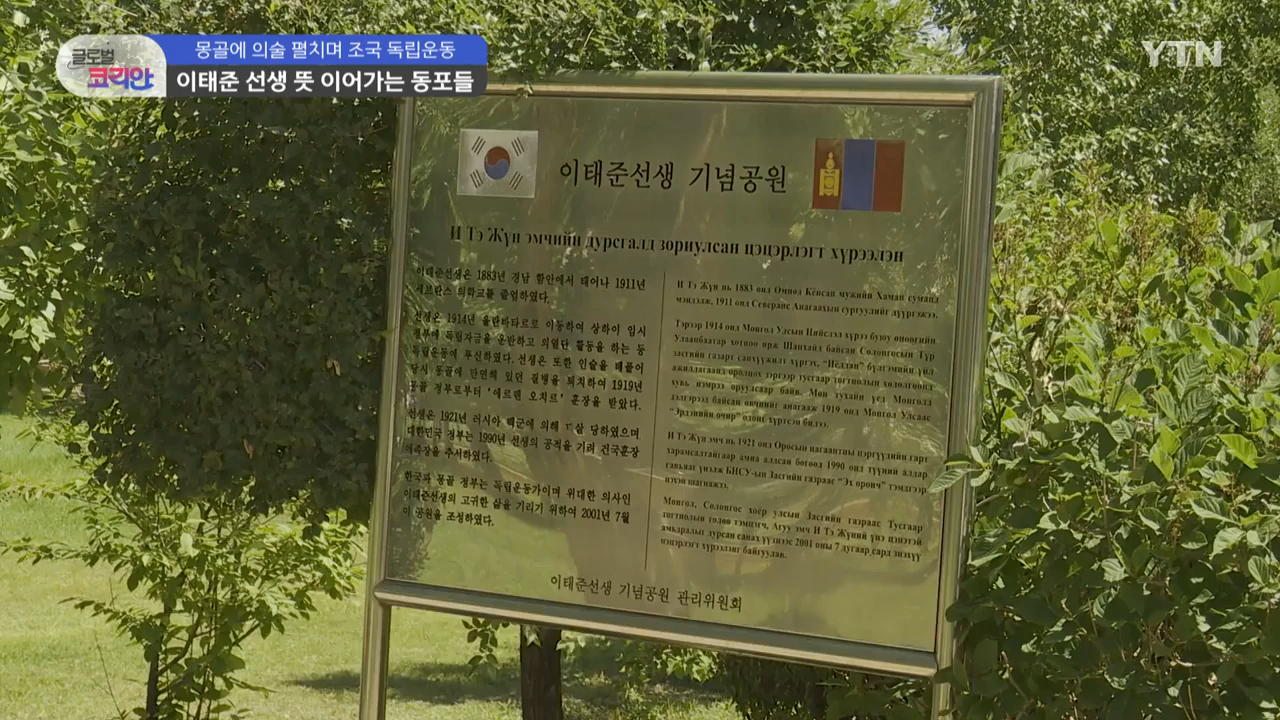 글로벌
코리안
몽골에 의술 펼치며 조국 독립운동
이태준 선생 뜻 이어가는 동포들
YTN
이태준선생 기념공원
И Тэ Жүн эмчийн дурсгалд зориулсан цэцэрлэгт хүрээлэн
이태준선생은 1883년 경남 함안에서 태어나 1911년
세브란스 의학교를 졸업하였다.
선생은 1914년 울란바타르로 이동하여 상하이 임시
정부에 독립자금을 운반하고 의열단 활동을 하는 등
독립운동에 투신하였다. 선생은 또한 인술을 베풀어
당시 몽골에 만연해 있던 질병을 퇴치하여 1919년
몽골 정부로부터 '에르덴 오치르' 훈장을 받았다.
선생은 1921년 러시아 백군에 의해 살 당하였으며
대한민국 정부는 1990년 선생의 공적을 기려 건국훈장
애족장을 추서하였다.
한국과 몽골 정부는 독립운동가이며 위대한 의사인
이태준선생의 고귀한 삶을 기리기 위하여 2001년 7월
이 공원을 조성하였다.
И Тэ Жүн нь 1883 онд Өмнөд Кёнсан мужийн Хаман суманд
мэндэлж, 1911 онд Северанс Анагаахын сургуулийг дүүргэжээ.
Тэрээр 1914 онд Монгол Улсын Нийслэл хүрээ буюу өнөөгийн
Улаанбаатар хотноо ирж Шанхайд байсан Солонгосын Түр
засгийн газарт санхүүжилт хүргэх, "Иёлдан" бүлгэмийн үйл
ажиллагаанд оролцох зэргээр тусгаар тогтнолын хөдөлгөөнд
хувь нэмрээ оруулсаар байв. Мөн тухайн үед Монголд
дэлгэрээд байсан өвчнийг анагааж 1919 онд Монгол Улсаас
"Эрдэнийн очир" одонг хүртсэн билээ.
И Тэ Жүн эмч нь 1921 онд Оросын цагаантны цэргүүдийн гарт
харамсалтайгаар амиа алдсан бөгөөд 1990 онд түүний алдар
гавьяаг үнэлж БНСУ-ын Засгийн газраас "Эх оронч" тэмдгээр
нэхэн шагнажээ.
Монгол, Солонгос хоёр улсын Засгийн газраас Тусгаар
тогтнолын төлөө тэмцэгч, Агуу эмч И Тэ Жүний үнэ цэнэтэй
амьдралыг дурсан санах үүднээс 2001 оны 7 дугаар сард энэхүү
цэцэрлэгт хүрээлэнг байгуулав.
이태준선생 기념공원 관리위원회